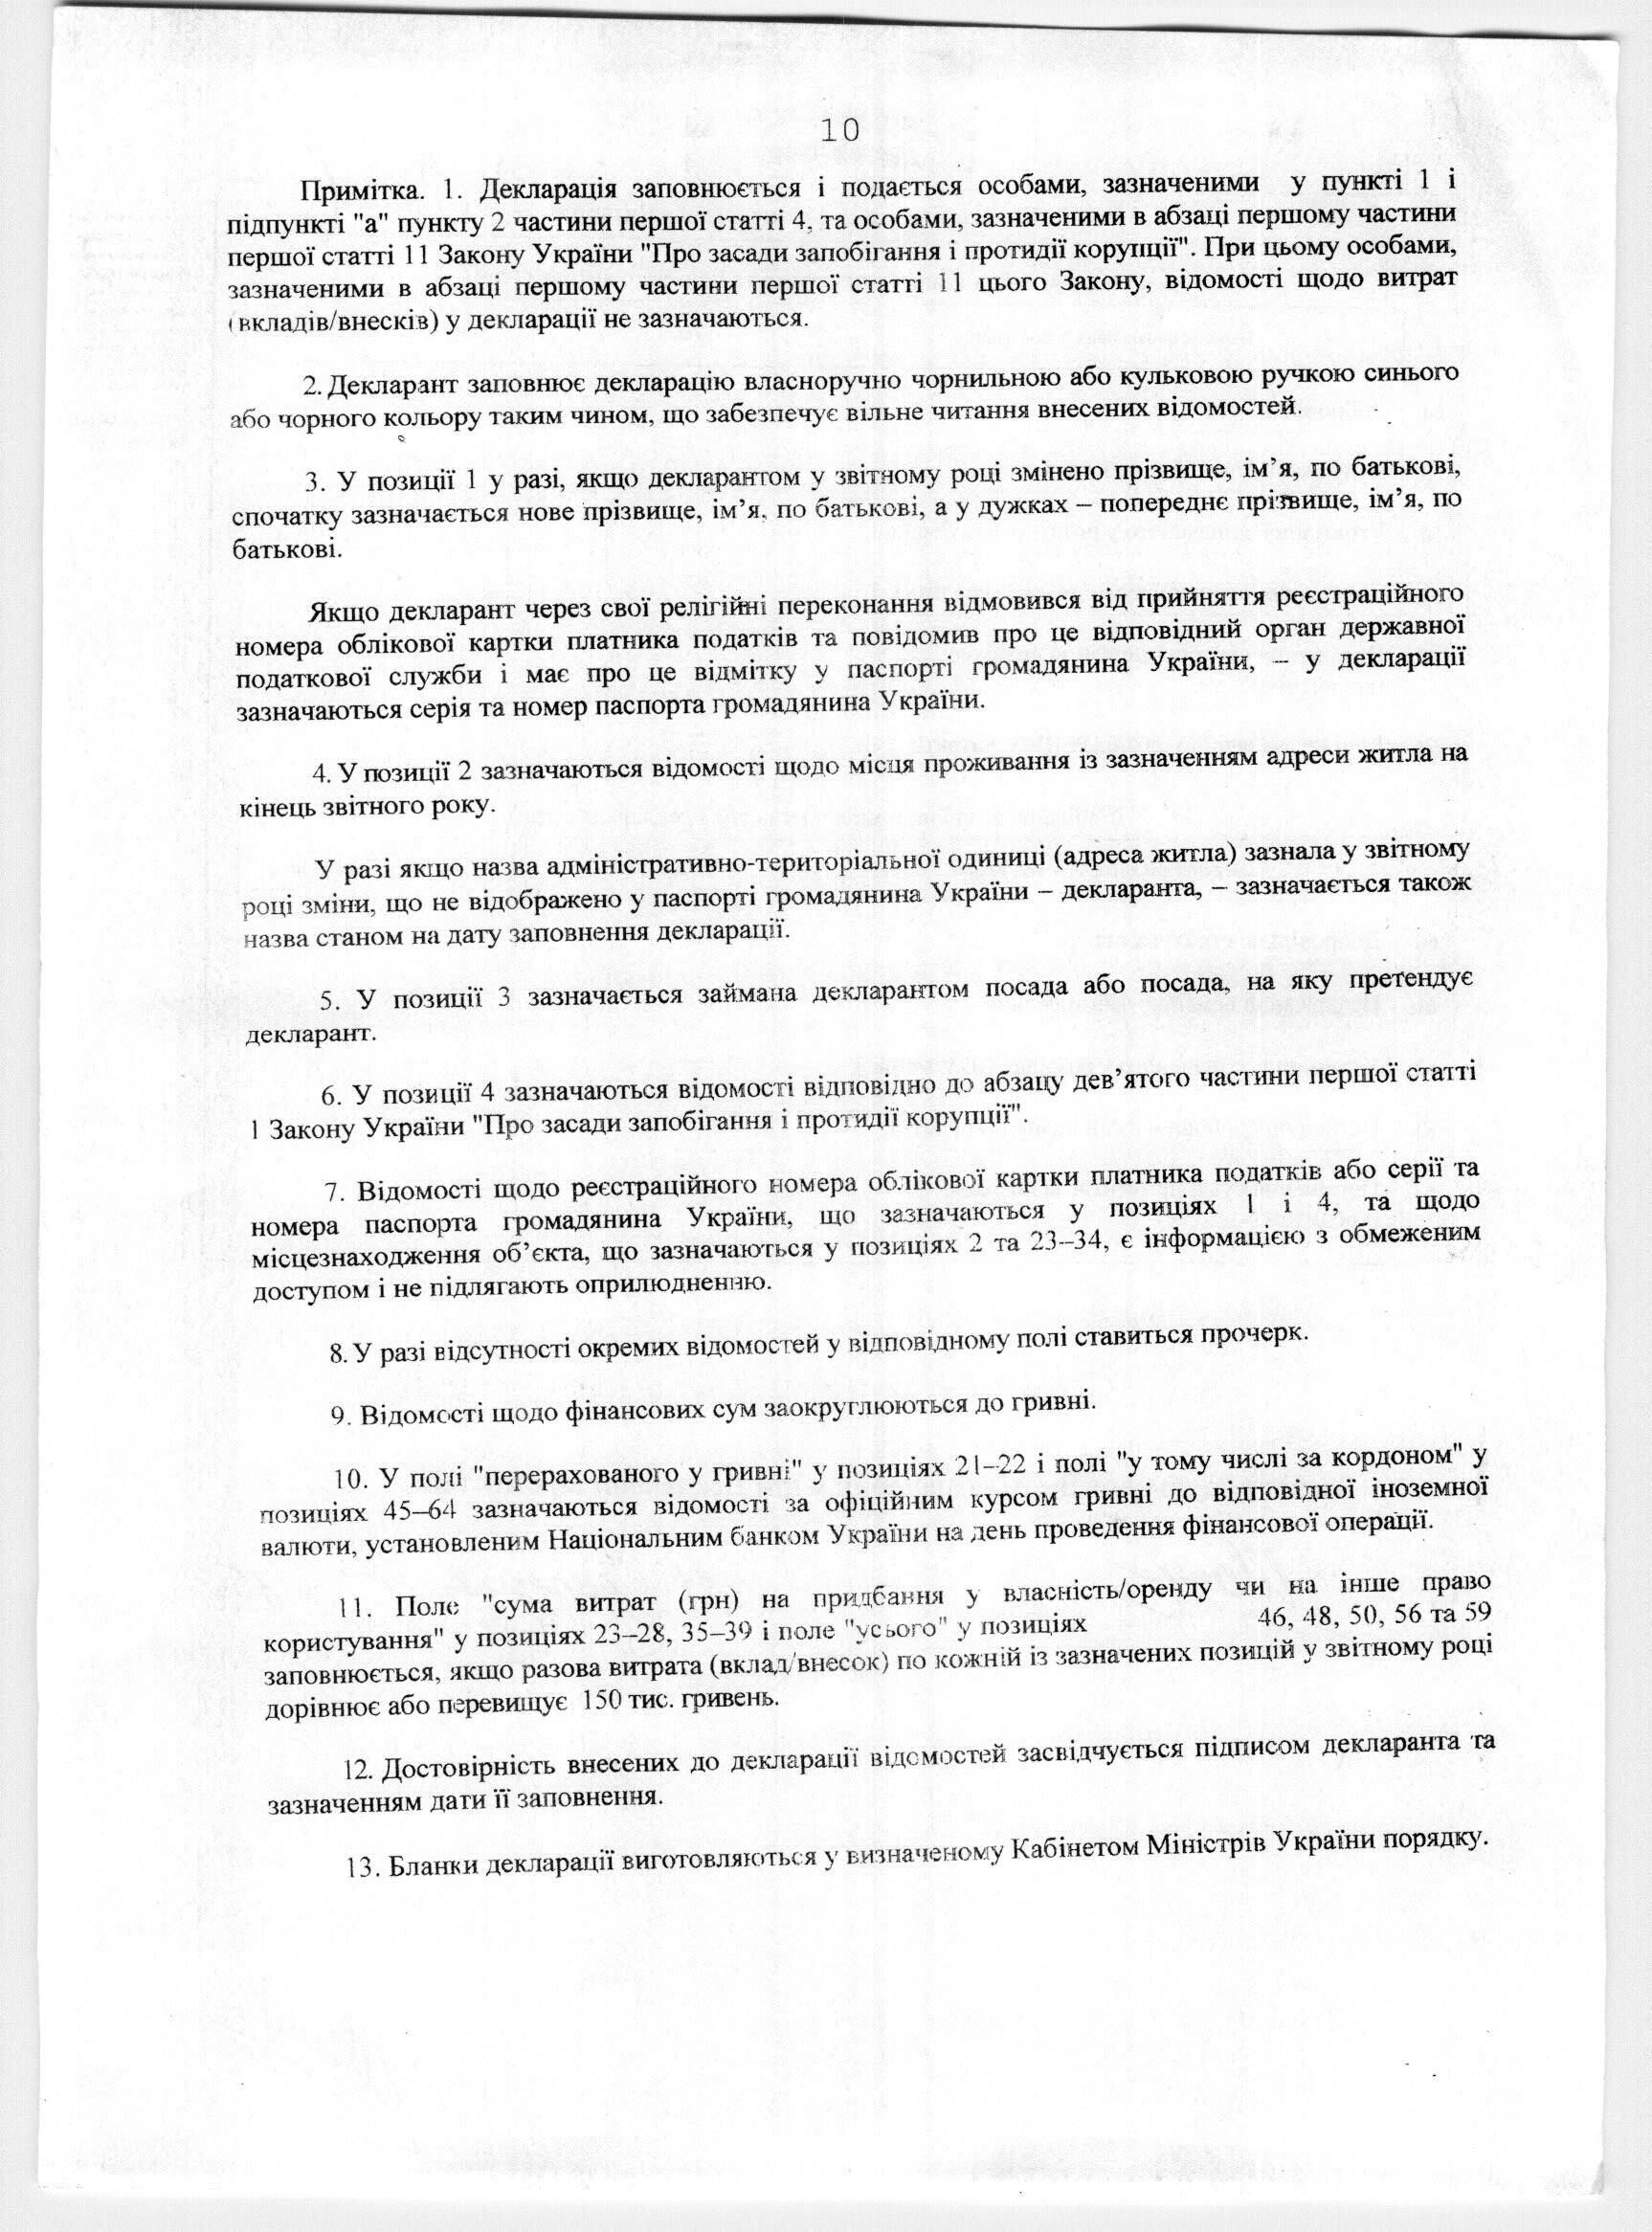 10
Примітка. 1. Декларація заповнюється і подається особами, зазначеними у пункті 1 і
підпункті "а" пункту 2 частини першої статті 4, та особами, зазначеними в абзаці першому частини
першої статті 11 Закону України "Про засади запобігання і протидії корупції". При цьому особами,
зазначеними в абзаці першому частини першої статті 11 цього Закону, відомості щодо витрат
(вкладів/внесків) у декларації не зазначаються.
2. Декларант заповнює декларацію власноручно чорнильною або кульковою ручкою синього
або чорного кольору таким чином, що забезпечує вільне читання внесених відомостей.
3. У позиції 1 у разі, якщо декларантом у звітному році змінено прізвище, ім’я, по батькові,
спочатку зазначається нове прізвище, ім’я, по батькові, а у дужках – попереднє прізвище, ім’я, по
батькові.
Якщо декларант через свої релігійні переконання відмовився від прийняття реєстраційного
номера облікової картки платника податків та повідомив про це відповідний орган державної
податкової служби і має про це відмітку у паспорті громадянина України, – у декларації
зазначаються серія та номер паспорта громадянина України.
4. У позиції 2 зазначаються відомості щодо місця проживання із зазначенням адреси житла на
кінець звітного року.
У разі якщо назва адміністративно-територіальної одиниці (адреса житла) зазнала у звітному
році зміни, що не відображено у паспорті громадянина України – декларанта, – зазначається також
назва станом на дату заповнення декларації.
5. У позиції 3 зазначається займана декларантом посада або посада, на яку претендує
декларант.
6. У позиції 4 зазначаються відомості відповідно до абзацу дев’ятого частини першої статті
1 Закону України "Про засади запобігання і протидії корупції".
7. Відомості щодо реєстраційного номера облікової картки платника податків або серії та
номера паспорта громадянина України, що зазначаються у позиціях 1 і 4, та щодо
місцезнаходження об’єкта, що зазначаються у позиціях 2 та 23–34, є інформацією з обмеженим
доступом і не підлягають оприлюдненню.
8. У разі відсутності окремих відомостей у відповідному полі ставиться прочерк.
9. Відомості щодо фінансових сум заокруглюються до гривні.
10. У полі "перерахованого у гривні" у позиціях 21–22 і полі "у тому числі за кордоном" у
позиціях 45–64 зазначаються відомості за офіційним курсом гривні до відповідної іноземної
валюти, установленим Національним банком України на день проведення фінансової операції.
11. Поле "сума витрат (грн) на придбання у власність/оренду чи на інше право
користування" у позиціях 23–28, 35–39 і поле "усього" у позиціях 46, 48, 50, 56 та 59
заповнюється, якщо разова витрата (вклад/внесок) по кожній із зазначених позицій у звітному році
дорівнює або перевищує 150 тис. гривень.
12. Достовірність внесених до декларації відомостей засвідчується підписом декларанта та
зазначенням дати її заповнення.
13. Бланки декларації виготовляються у визначеному Кабінетом Міністрів України порядку.